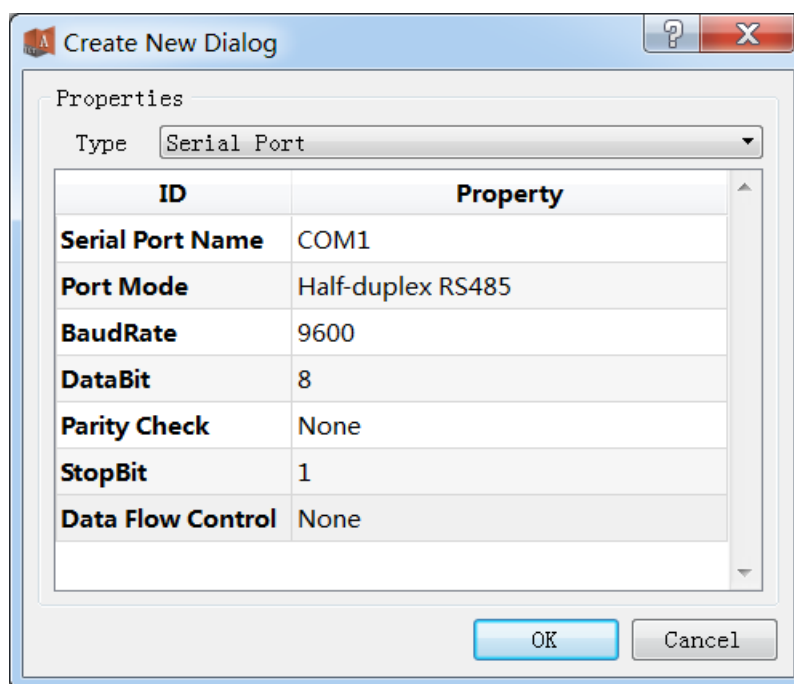 Create New Dialog
Properties
Type Serial Port
ID Property
Serial Port Name COM1
Port Mode Half-duplex RS485
BaudRate 9600
DataBit 8
Parity Check None
StopBit 1
Data Flow Control None
OK Cancel